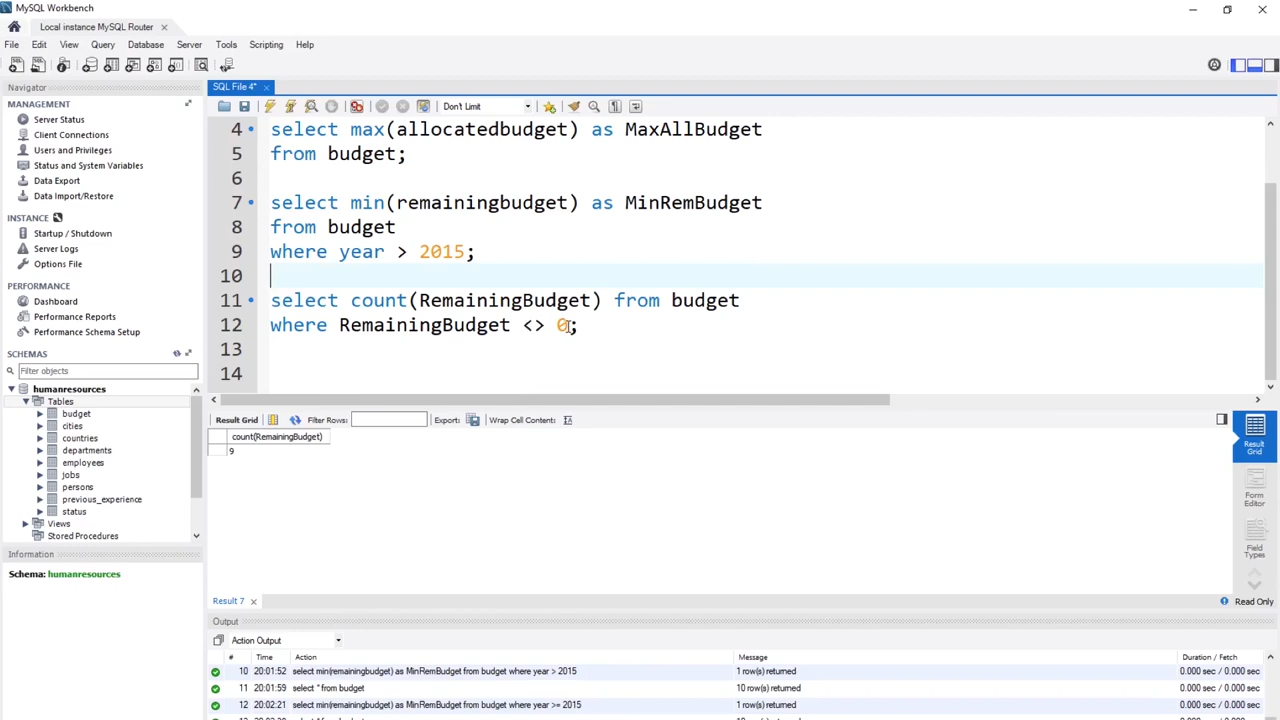 MySQL Workbench
Local instance MySQL Router
File Edit View Query Database Server Tools Scripting Help
Navigator
MANAGEMENT
Server Status
Client Connections
Users and Privileges
Status and System Variables
Data Export
Data Import/Restore
INSTANCE
Startup / Shutdown
Server Logs
Options File
PERFORMANCE
Dashboard
Performance Reports
Performance Schema Setup
SCHEMAS
Filter objects
humanresources
Tables
budget
cities
countries
departments
employees
jobs
persons
previous_experience
status
Views
Stored Procedures
Information
Schema: humanresources
SQL File 4*
Don't Limit
4 select max(allocatedbudget) as MaxAllBudget
5 from budget;
6
7 select min(remainingbudget) as MinRemBudget
8 from budget
9 where year > 2015;
10
11 select count(RemainingBudget) from budget
12 where RemainingBudget <> 0;
13
14
Result Grid Filter Rows: Export: Wrap Cell Content:
count(RemainingBudget)
9
Result Grid
Form Editor
Field Types
Result 7
Read Only
Output
Action Output
# Time Action Message Duration / Fetch
10 20:01:52 select min(remainingbudget) as MinRemBudget from budget where year > 2015 1 row(s) returned 0.000 sec / 0.000 sec
11 20:01:59 select * from budget 10 row(s) returned 0.000 sec / 0.000 sec
12 20:02:21 select min(remainingbudget) as MinRemBudget from budget where year >= 2015 1 row(s) returned 0.000 sec / 0.000 sec